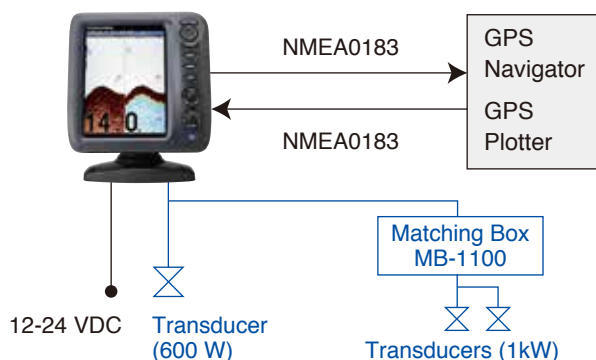 NMEA0183
GPS
Navigator
GPS
Plotter
NMEA0183
14.0
Matching Box
MB-1100
12-24 VDC
Transducer
(600 W)
Transducers (1kW)